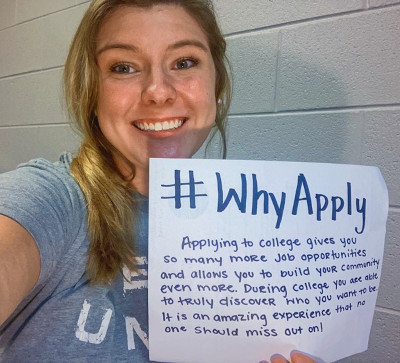 #WhyApply
Applying to college gives you
so many more job opportunities
and allows you to build your community
even more. During college you are able
to truly discover who you want to be.
It is an amazing experience that no
one should miss out on!
UN